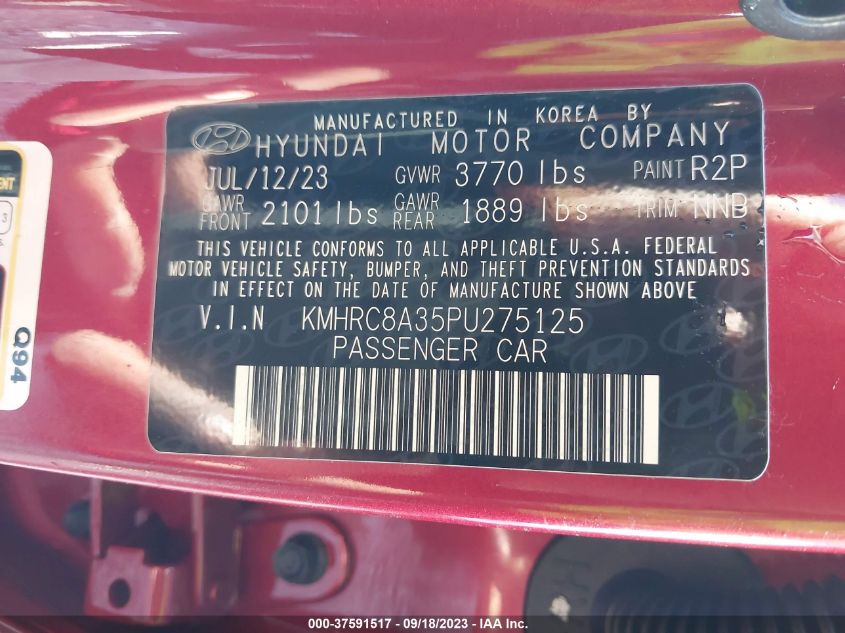 MANUFACTURED IN KOREA BY
HYUNDAI MOTOR COMPANY
JUL/12/23 GVWR 3770 lbs PAINT R2P
GAWR FRONT 2101 lbs GAWR REAR 1889 lbs TRIM NNB
THIS VEHICLE CONFORMS TO ALL APPLICABLE U.S.A. FEDERAL
MOTOR VEHICLE SAFETY, BUMPER, AND THEFT PREVENTION STANDARDS
IN EFFECT ON THE DATE OF MANUFACTURE SHOWN ABOVE
V.I.N KMHRC8A35PU275125
PASSENGER CAR
Q94
000-37591517 - 09/18/2023 - IAA Inc.